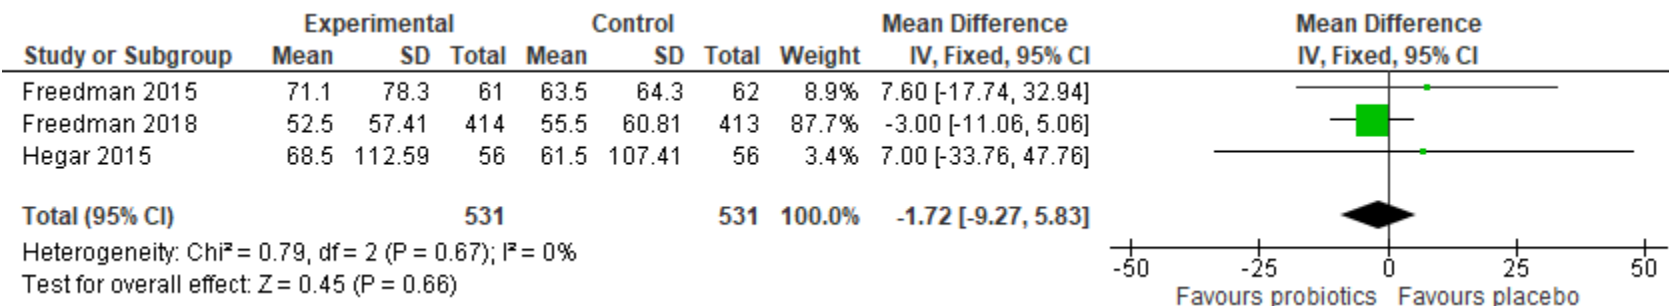 Experimental Control Mean Difference Mean Difference
Study or Subgroup Mean SD Total Mean SD Total Weight IV, Fixed, 95% CI IV, Fixed, 95% CI
Freedman 2015 71.1 78.3 61 63.5 64.3 62 8.9% 7.60 [-17.74, 32.94]
Freedman 2018 52.5 57.41 414 55.5 60.81 413 87.7% -3.00 [-11.06, 5.06]
Hegar 2015 68.5 112.59 56 61.5 107.41 56 3.4% 7.00 [-33.76, 47.76]
Total (95% CI) 531 531 100.0% -1.72 [-9.27, 5.83]
Heterogeneity: Chi² = 0.79, df = 2 (P = 0.67); I² = 0%
Test for overall effect: Z = 0.45 (P = 0.66)
-50 -25 0 25 50
Favours probiotics Favours placebo